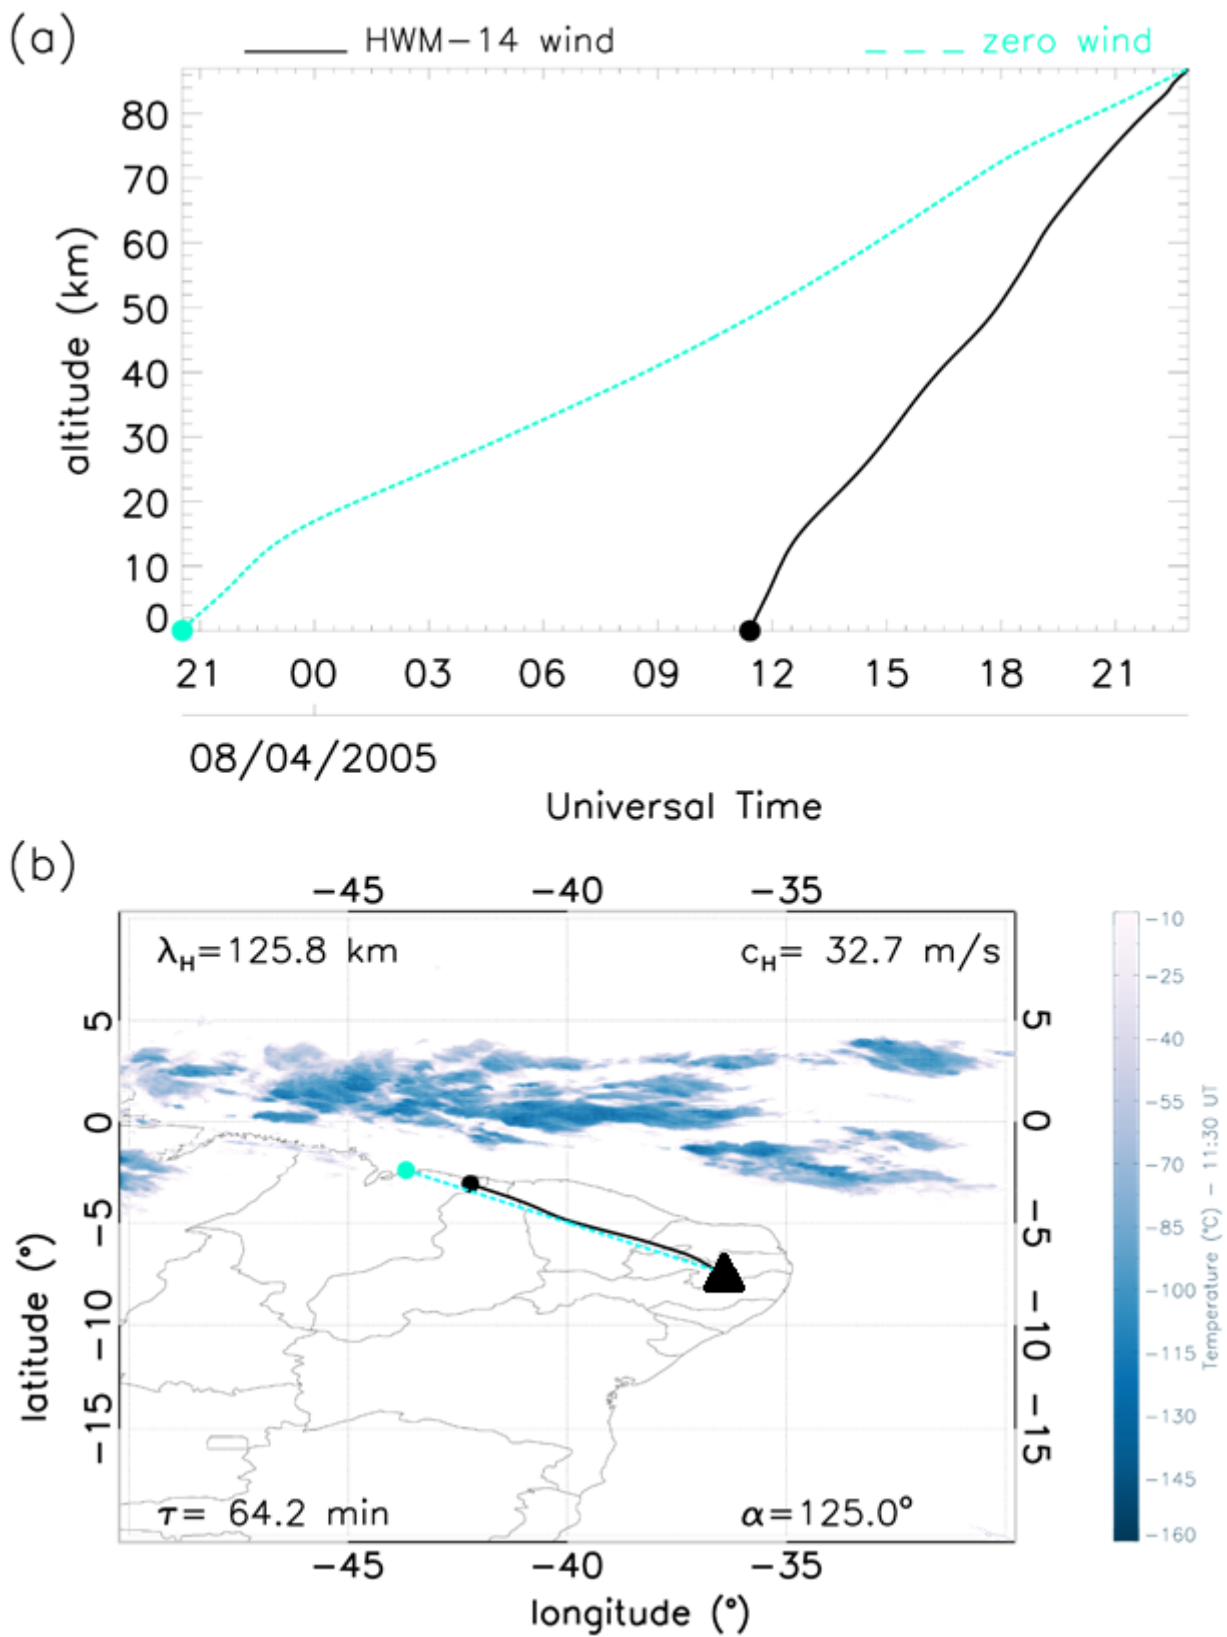 (a)
HWM−14 wind
zero wind
80
70
60
50
40
30
20
10
0
altitude (km)
21 00 03 06 09 12 15 18 21
08/04/2005
Universal Time
(b)
−45 −40 −35
λH=125.8 km
cH= 32.7 m/s
5
0
−5
−10
−15
latitude (°)
5
0
−5
−10
−15
τ= 64.2 min
α=125.0°
−45 −40 −35
longitude (°)
−10
−25
−40
−55
−70
−85
−100
−115
−130
−145
−160
Temperature (°C) − 11:30 UT